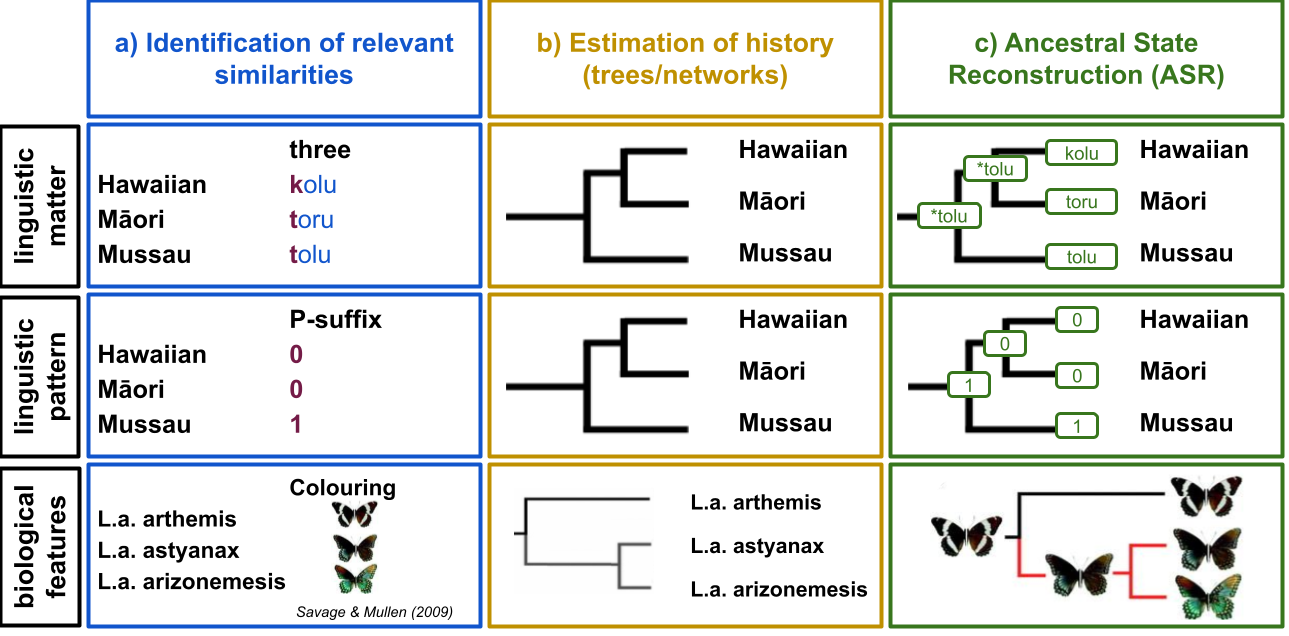 a) Identification of relevant
similarities
b) Estimation of history
(trees/networks)
c) Ancestral State
Reconstruction (ASR)
linguistic
matter
three
Hawaiian kolu
Māori toru
Mussau tolu
Hawaiian
Māori
Mussau
*tolu
*tolu
kolu
toru
tolu
Hawaiian
Māori
Mussau
linguistic
pattern
P-suffix
Hawaiian 0
Māori 0
Mussau 1
Hawaiian
Māori
Mussau
1
0
0
0
1
Hawaiian
Māori
Mussau
biological
features
Colouring
L.a. arthemis
L.a. astyanax
L.a. arizonemesis
Savage & Mullen (2009)
L.a. arthemis
L.a. astyanax
L.a. arizonemesis